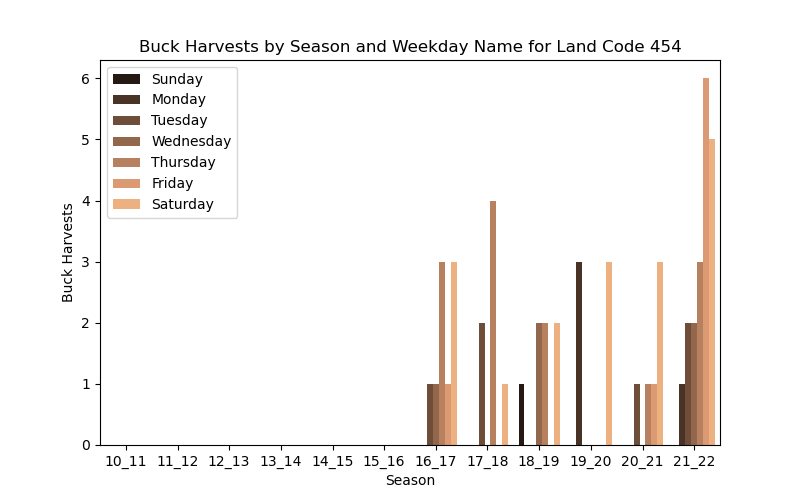 Buck Harvests by Season and Weekday Name for Land Code 454
Sunday
Monday
Tuesday
Wednesday
Thursday
Friday
Saturday
6
5
4
3
2
1
0
Buck Harvests
10_11 11_12 12_13 13_14 14_15 15_16 16_17 17_18 18_19 19_20 20_21 21_22
Season